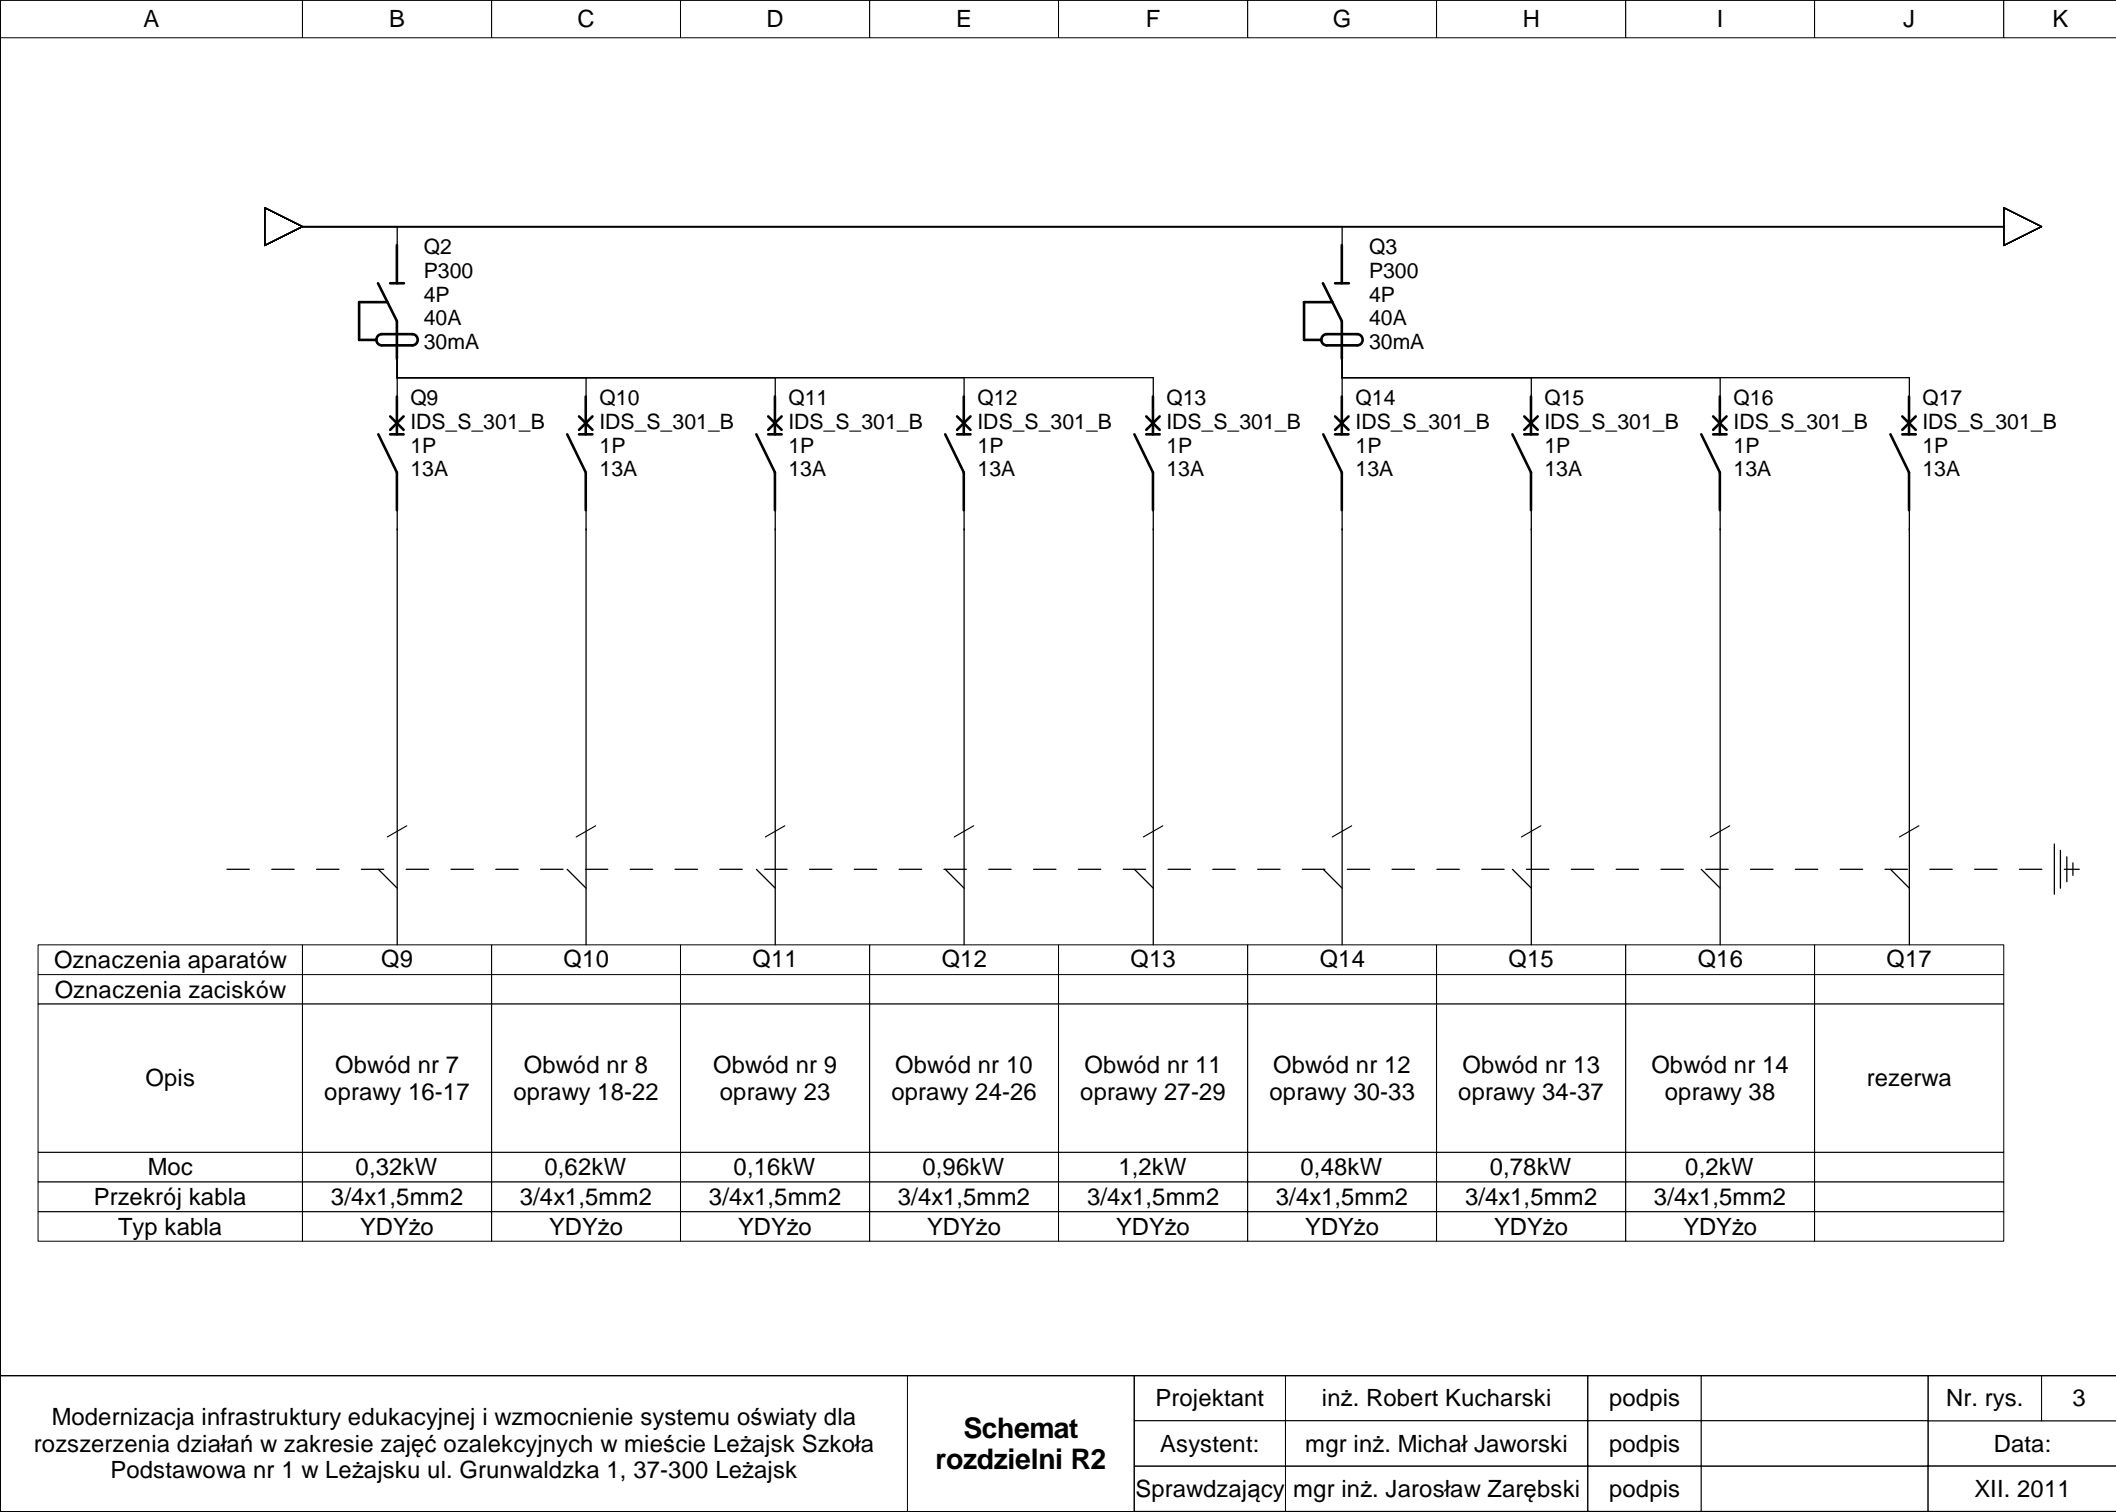 A B C D E F G H I J K
Q2
P300
4P
40A
30mA
Q3
P300
4P
40A
30mA
Q9
IDS_S_301_B
1P
13A
Q10
IDS_S_301_B
1P
13A
Q11
IDS_S_301_B
1P
13A
Q12
IDS_S_301_B
1P
13A
Q13
IDS_S_301_B
1P
13A
Q14
IDS_S_301_B
1P
13A
Q15
IDS_S_301_B
1P
13A
Q16
IDS_S_301_B
1P
13A
Q17
IDS_S_301_B
1P
13A
Oznaczenia aparatów Q9 Q10 Q11 Q12 Q13 Q14 Q15 Q16 Q17
Oznaczenia zacisków
Opis
Obwód nr 7
oprawy 16-17
Obwód nr 8
oprawy 18-22
Obwód nr 9
oprawy 23
Obwód nr 10
oprawy 24-26
Obwód nr 11
oprawy 27-29
Obwód nr 12
oprawy 30-33
Obwód nr 13
oprawy 34-37
Obwód nr 14
oprawy 38
rezerwa
Moc 0,32kW 0,62kW 0,16kW 0,96kW 1,2kW 0,48kW 0,78kW 0,2kW
Przekrój kabla 3/4x1,5mm2 3/4x1,5mm2 3/4x1,5mm2 3/4x1,5mm2 3/4x1,5mm2 3/4x1,5mm2 3/4x1,5mm2 3/4x1,5mm2
Typ kabla YDYżo YDYżo YDYżo YDYżo YDYżo YDYżo YDYżo YDYżo
Modernizacja infrastruktury edukacyjnej i wzmocnienie systemu oświaty dla
rozszerzenia działań w zakresie zajęć ozalekcyjnych w mieście Leżajsk Szkoła
Podstawowa nr 1 w Leżajsku ul. Grunwaldzka 1, 37-300 Leżajsk
Schemat
rozdzielni R2
Projektant inż. Robert Kucharski podpis
Asystent: mgr inż. Michał Jaworski podpis
Sprawdzający mgr inż. Jarosław Zarębski podpis
Nr. rys. 3
Data:
XII. 2011